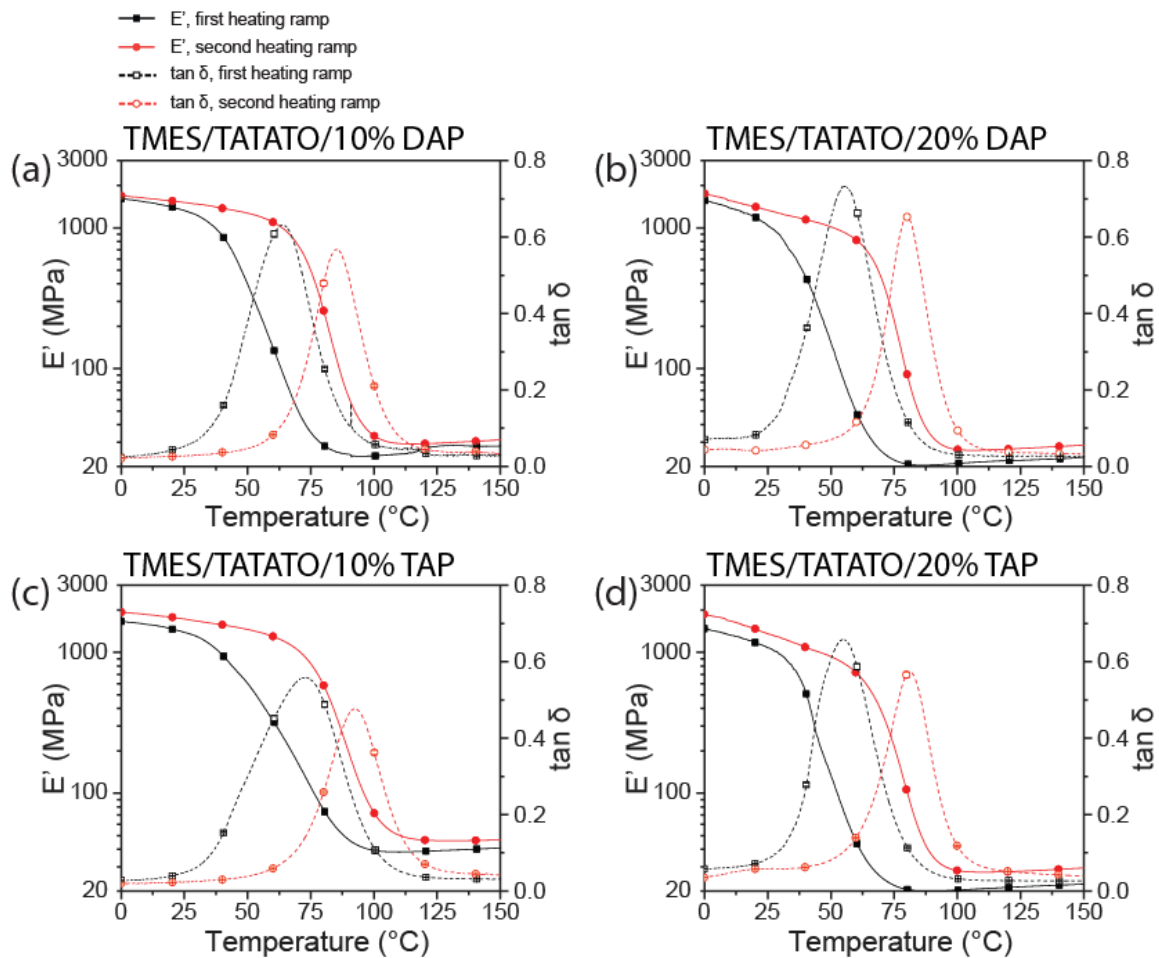 E', first heating ramp
E', second heating ramp
tan δ, first heating ramp
tan δ, second heating ramp
TMES/TATATO/10% DAP
(a)
3000
1000
100
20
E' (MPa)
0.8
0.6
0.4
0.2
0.0
tan δ
0 25 50 75 100 125 150
Temperature (°C)
TMES/TATATO/20% DAP
(b)
3000
1000
100
20
E' (MPa)
0.8
0.6
0.4
0.2
0.0
tan δ
0 25 50 75 100 125 150
Temperature (°C)
TMES/TATATO/10% TAP
(c)
3000
1000
100
20
E' (MPa)
0.8
0.6
0.4
0.2
0.0
tan δ
0 25 50 75 100 125 150
Temperature (°C)
TMES/TATATO/20% TAP
(d)
3000
1000
100
20
E' (MPa)
0.8
0.6
0.4
0.2
0.0
tan δ
0 25 50 75 100 125 150
Temperature (°C)